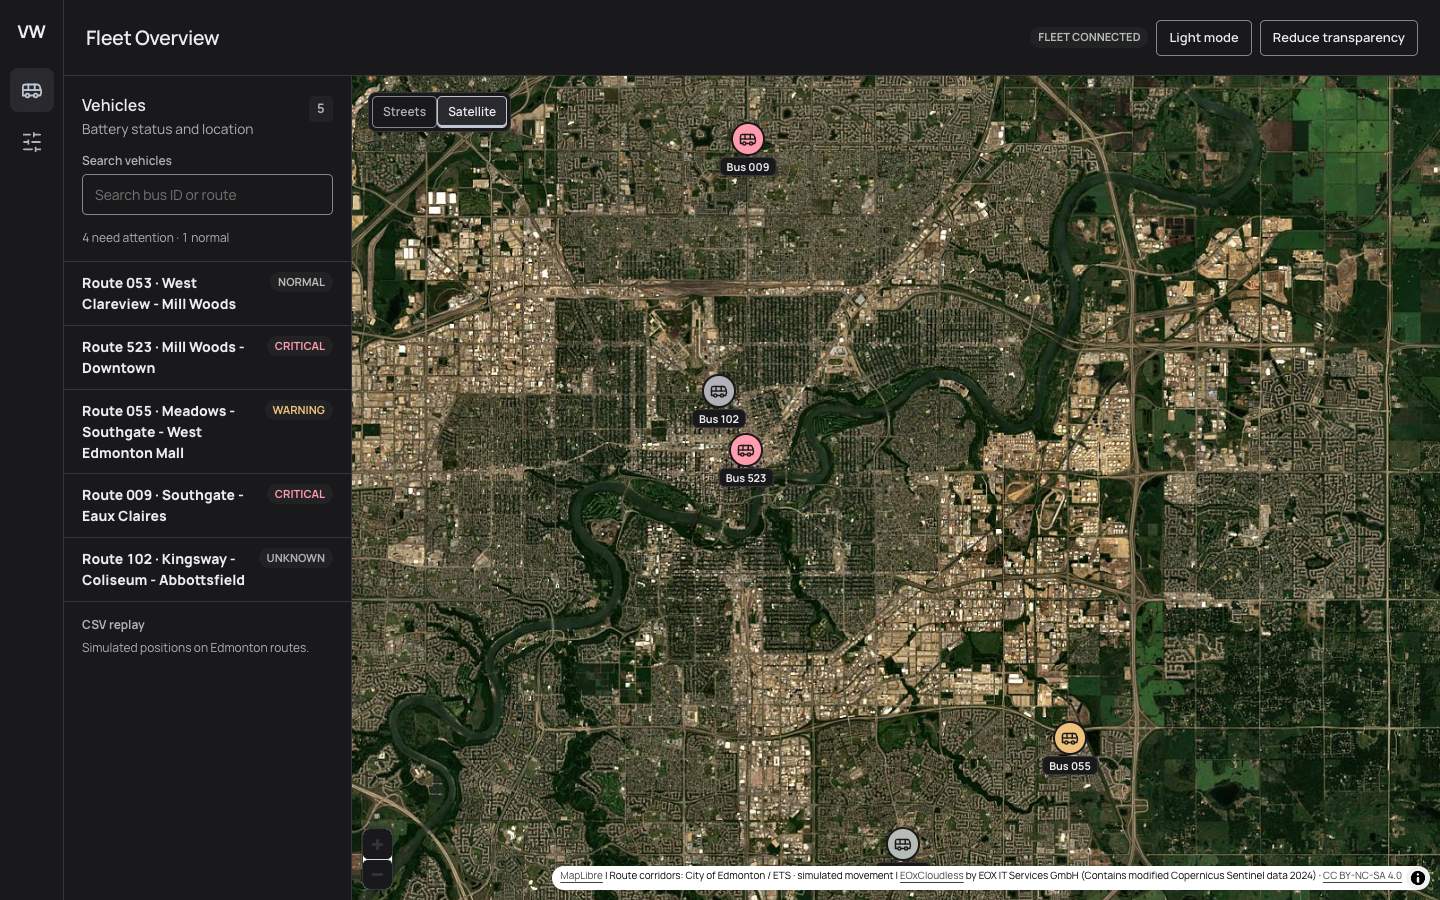 VW
Fleet Overview
FLEET CONNECTED
Light mode
Reduce transparency
Vehicles
5
Battery status and location
Search vehicles
Search bus ID or route
4 need attention · 1 normal
Route 053 · West
Clareview - Mill Woods
NORMAL
Route 523 · Mill Woods -
Downtown
CRITICAL
Route 055 · Meadows -
Southgate - West
Edmonton Mall
WARNING
Route 009 · Southgate -
Eaux Claires
CRITICAL
Route 102 · Kingsway -
Coliseum - Abbottsfield
UNKNOWN
CSV replay
Simulated positions on Edmonton routes.
Streets
Satellite
Bus 009
Bus 102
Bus 523
Bus 055
MapLibre | Route corridors: City of Edmonton / ETS · simulated movement | EOxCloudless by EOX IT Services GmbH (Contains modified Copernicus Sentinel data 2024) · CC BY-NC-SA 4.0